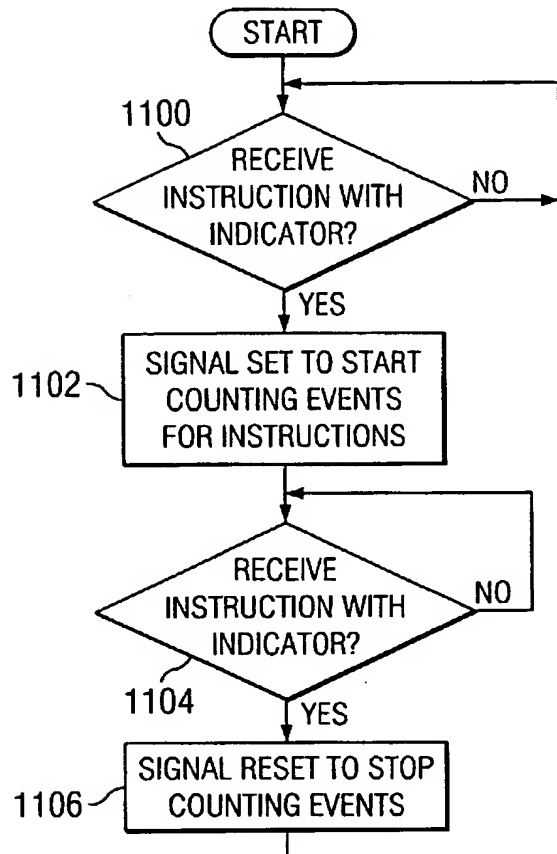 START
1100
RECEIVE
INSTRUCTION WITH
INDICATOR?
NO
YES
1102
SIGNAL SET TO START
COUNTING EVENTS
FOR INSTRUCTIONS
RECEIVE
INSTRUCTION WITH
INDICATOR?
NO
1104
YES
1106
SIGNAL RESET TO STOP
COUNTING EVENTS